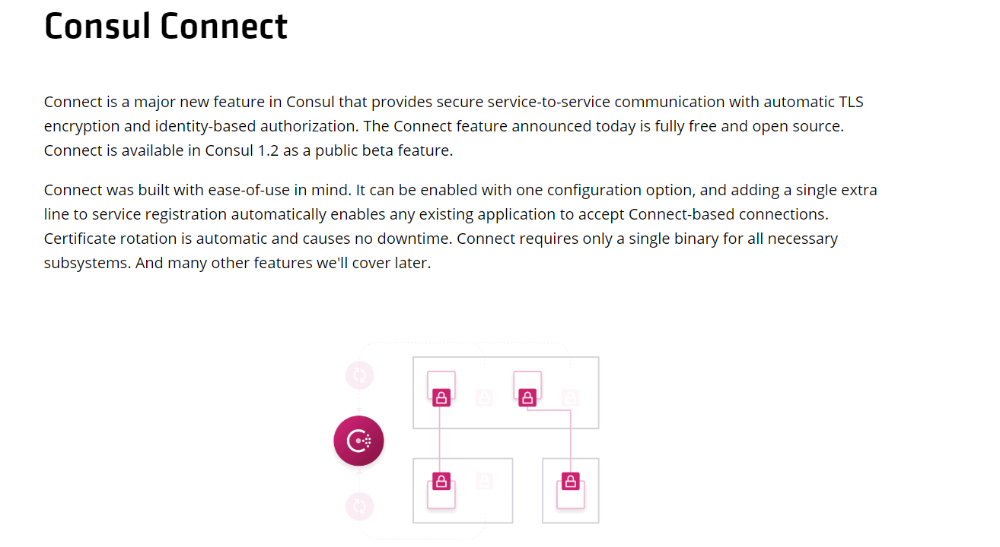 Consul Connect
Connect is a major new feature in Consul that provides secure service-to-service communication with automatic TLS
encryption and identity-based authorization. The Connect feature announced today is fully free and open source.
Connect is available in Consul 1.2 as a public beta feature.
Connect was built with ease-of-use in mind. It can be enabled with one configuration option, and adding a single extra
line to service registration automatically enables any existing application to accept Connect-based connections.
Certificate rotation is automatic and causes no downtime. Connect requires only a single binary for all necessary
subsystems. And many other features we'll cover later.